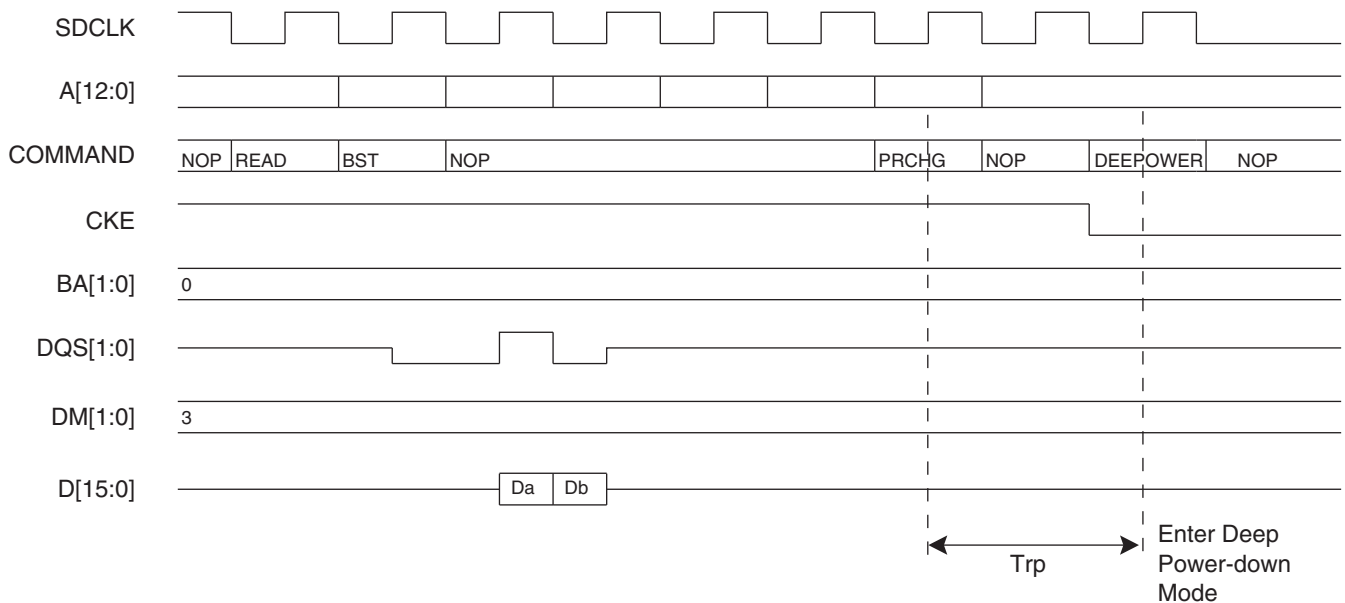 SDCLK
A[12:0]
COMMAND NOP READ BST NOP PRCHG NOP DEEPOWER NOP
CKE
BA[1:0] 0
DQS[1:0]
DM[1:0] 3
D[15:0] Da Db
Trp
Enter Deep
Power-down
Mode